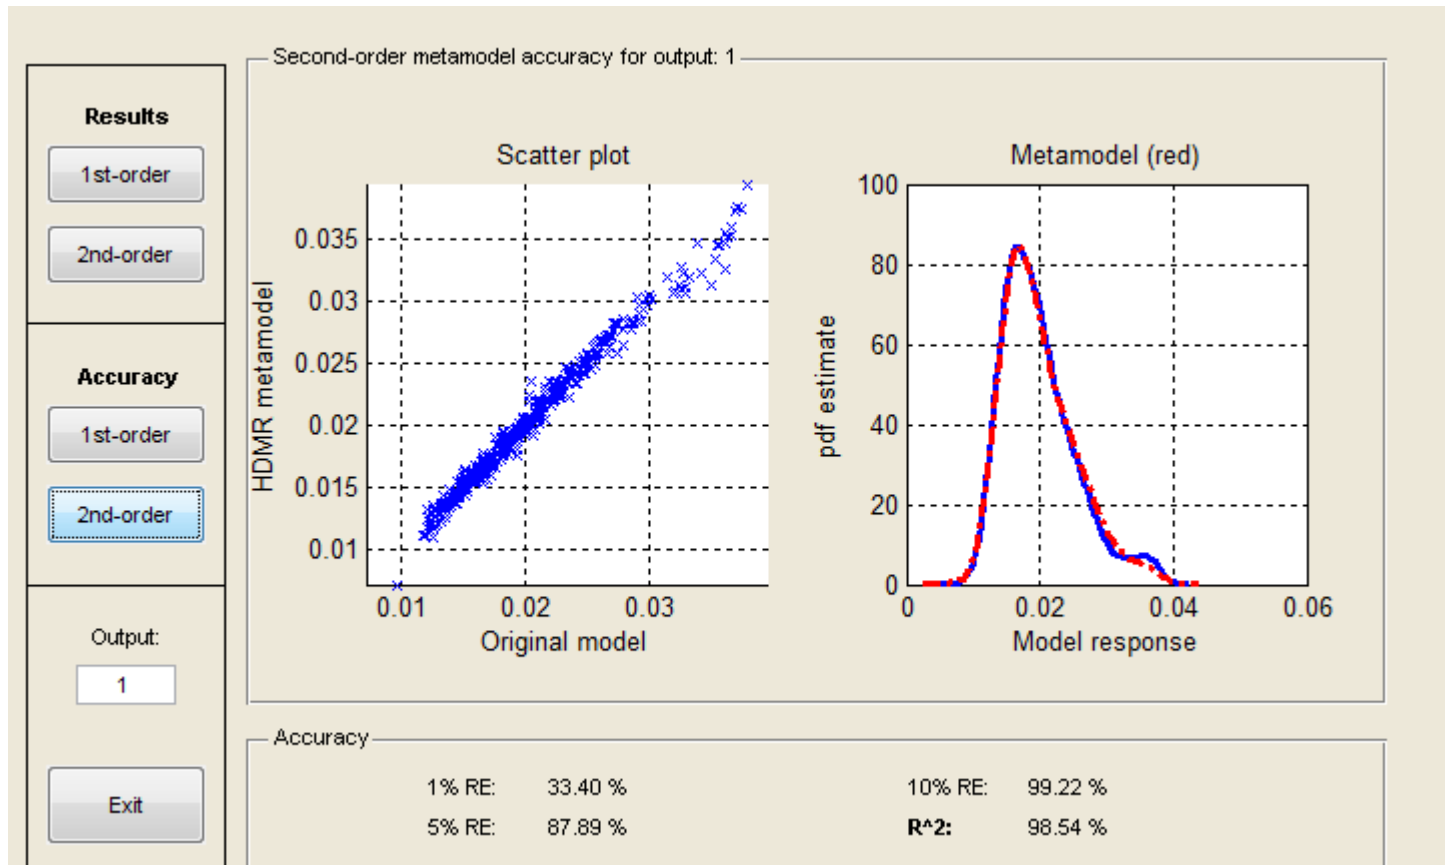 Results
1st-order
2nd-order
Accuracy
1st-order
2nd-order
Output:
1
Exit
Second-order metamodel accuracy for output: 1
Scatter plot
HDMR metamodel
0.035
0.03
0.025
0.02
0.015
0.01
0.01 0.02 0.03
Original model
Metamodel (red)
pdf estimate
100
80
60
40
20
0
0 0.02 0.04 0.06
Model response
Accuracy
1% RE: 33.40 % 10% RE: 99.22 %
5% RE: 87.89 % R^2: 98.54 %